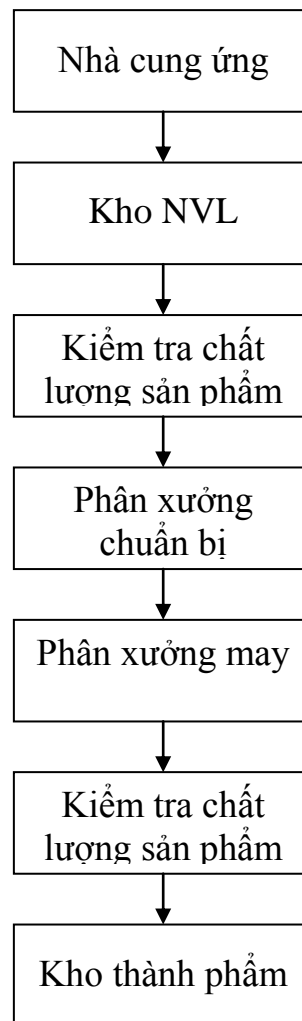 Nhà cung ứng
Kho NVL
Kiểm tra chất
lượng sản phẩm
Phân xưởng
chuẩn bị
Phân xưởng may
Kiểm tra chất
lượng sản phẩm
Kho thành phẩm